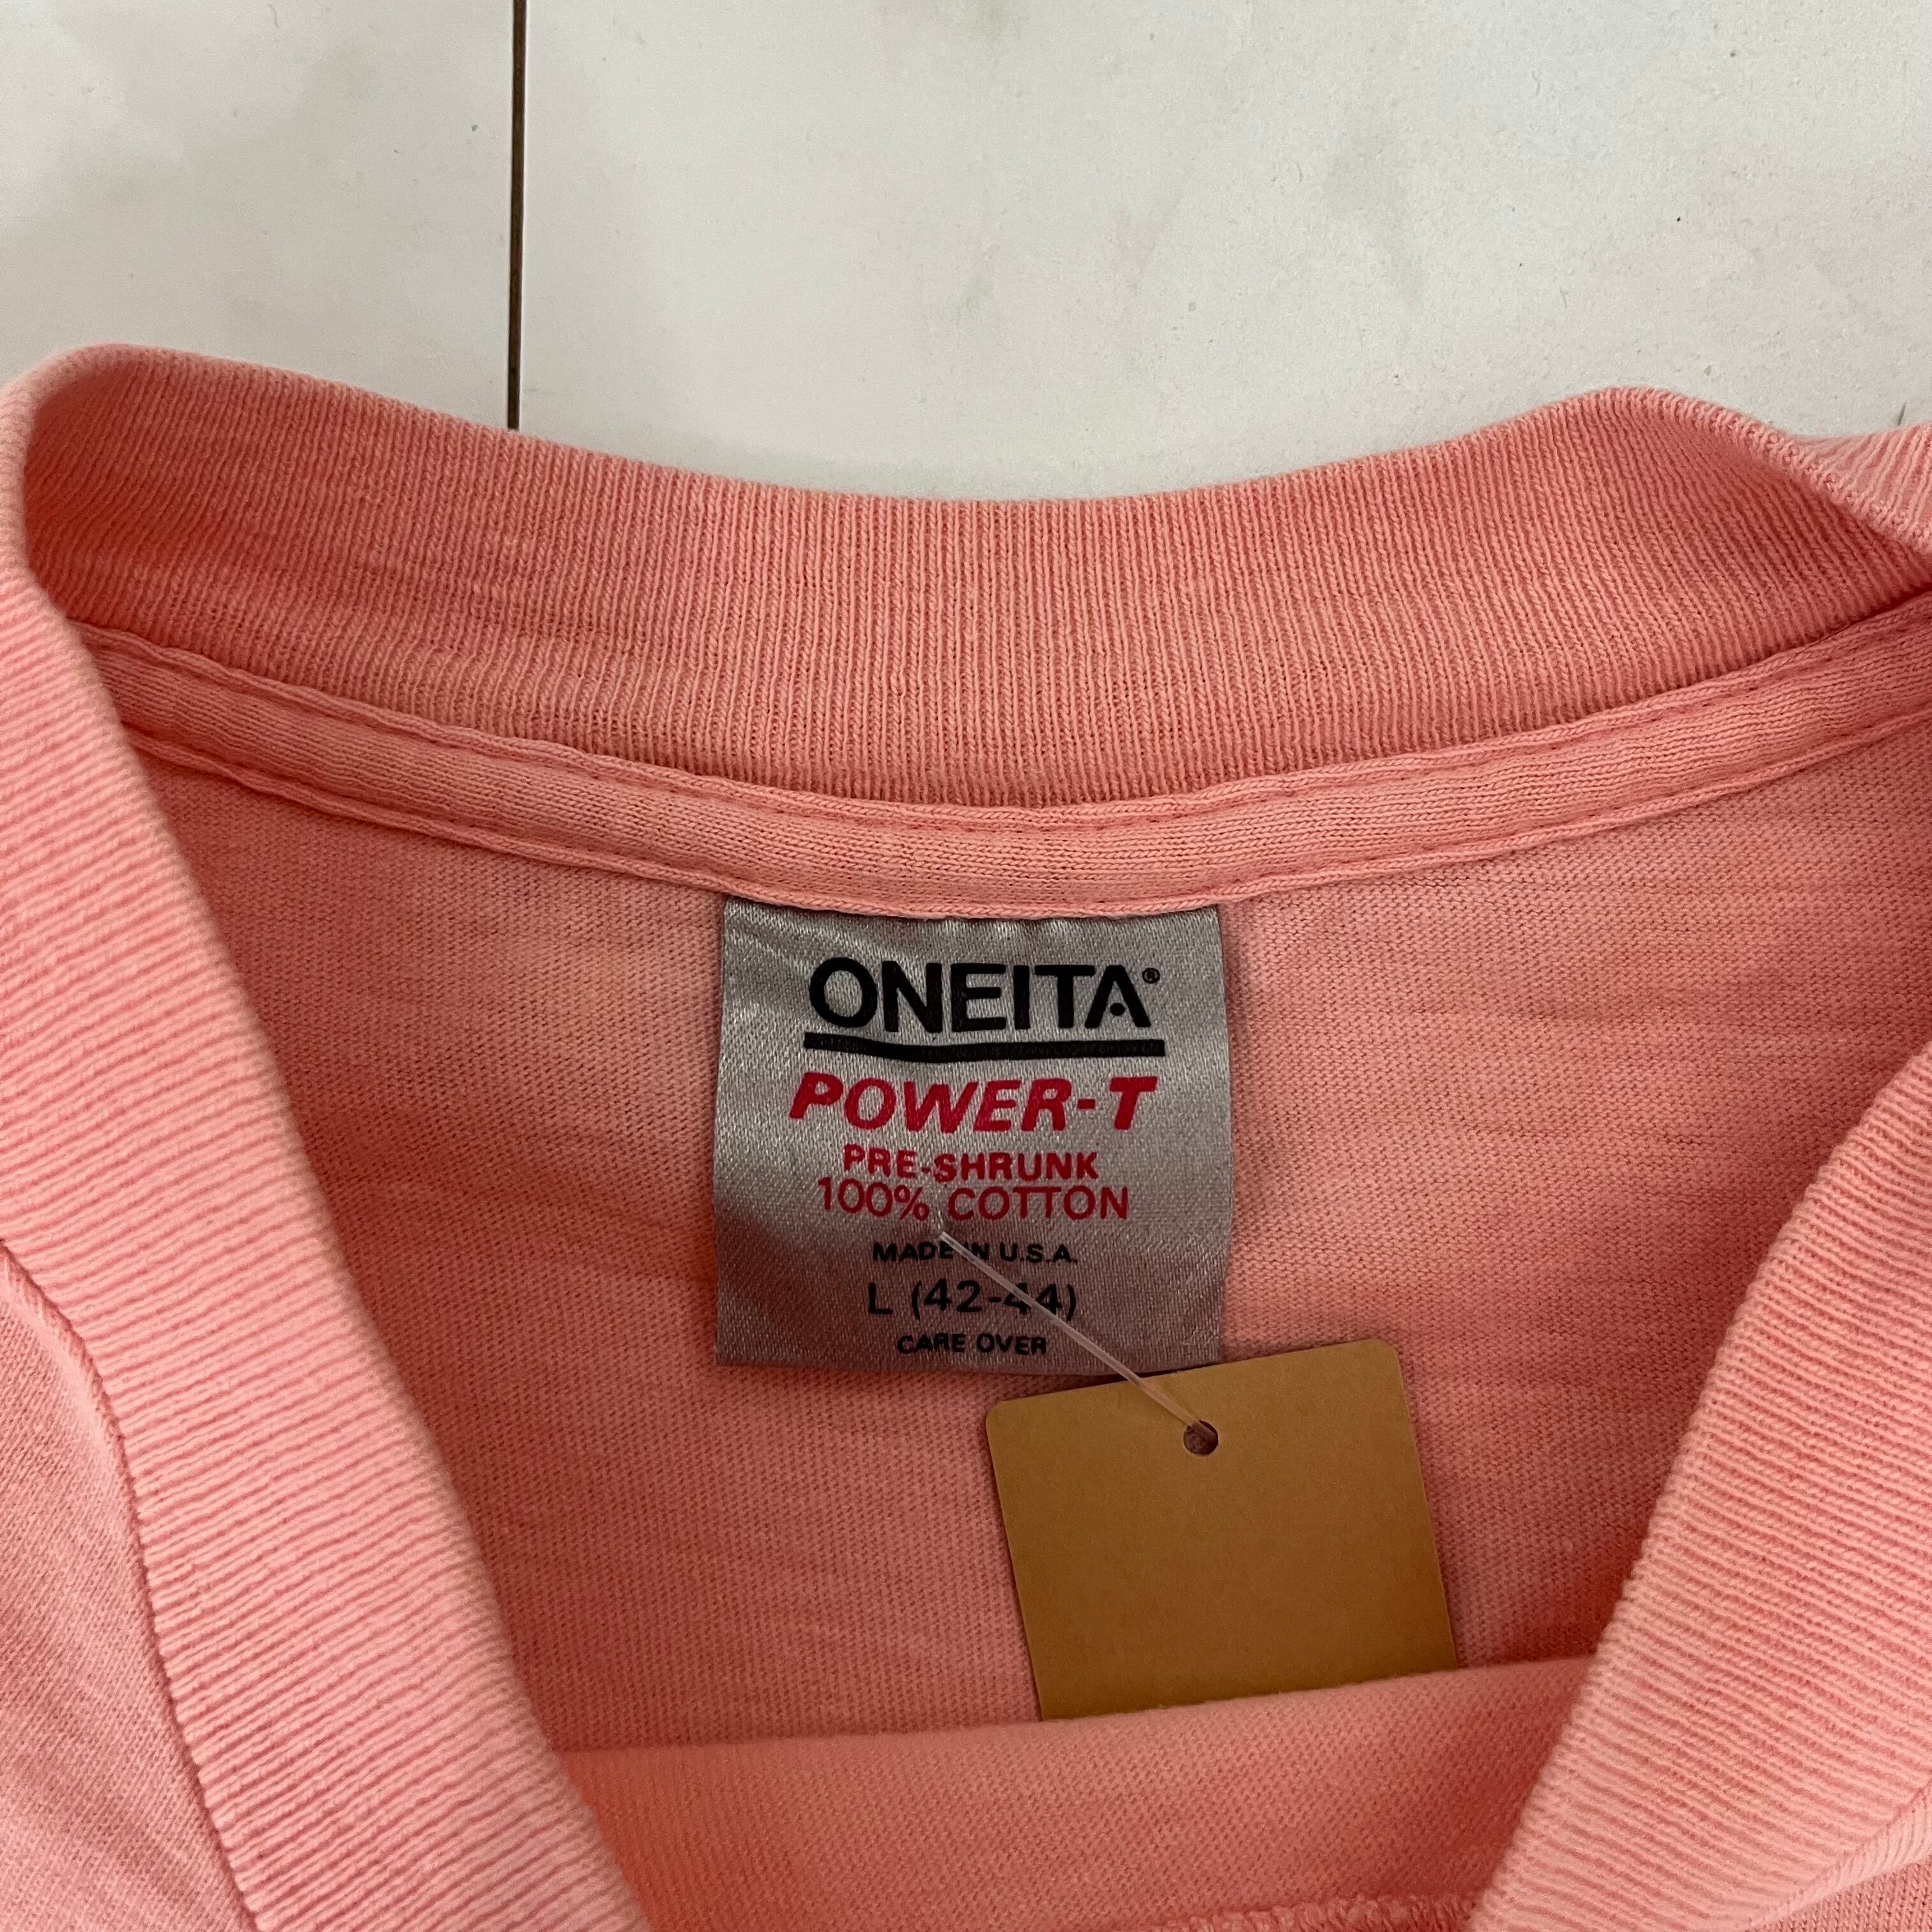 ONEITA®
POWER-T
PRE-SHRUNK
100% COTTON
MADE IN U.S.A.
L (42-44)
CARE OVER